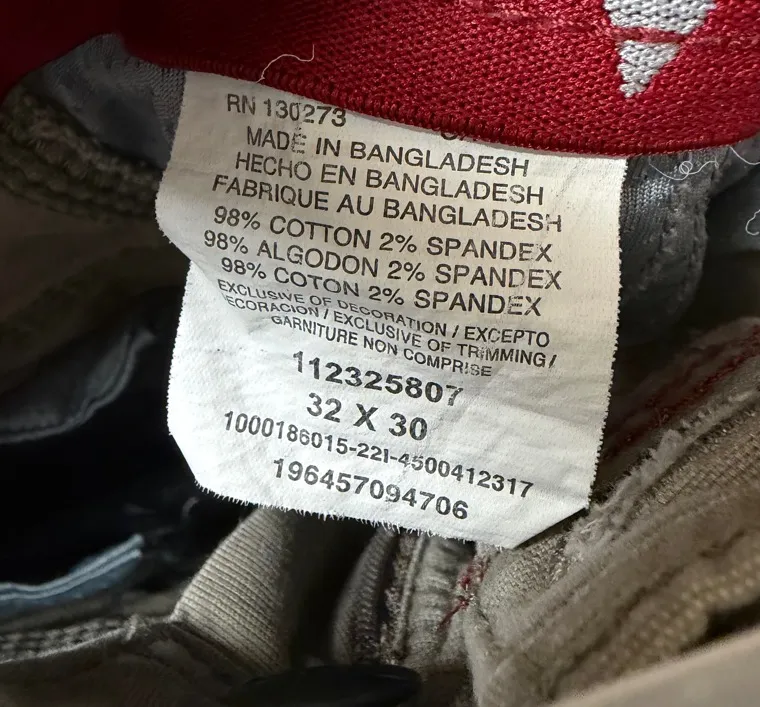 RN 130273
MADE IN BANGLADESH
HECHO EN BANGLADESH
FABRIQUE AU BANGLADESH
98% COTTON 2% SPANDEX
98% ALGODON 2% SPANDEX
98% COTON 2% SPANDEX
EXCLUSIVE OF DECORATION / EXCEPTO
ECORACION / EXCLUSIVE OF TRIMMING /
GARNITURE NON COMPRISE
112325807
32 X 30
1000186015-22I-4500412317
196457094706